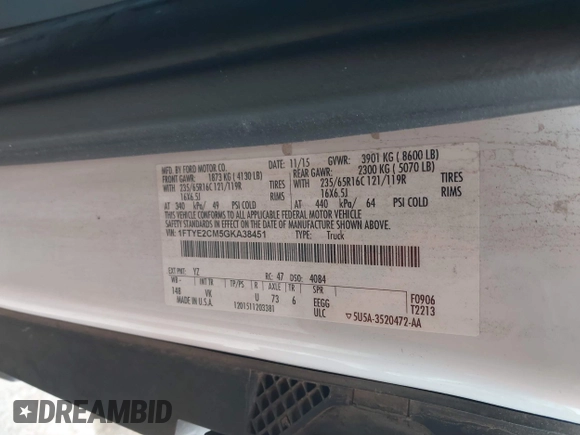 MFD. BY FORD MOTOR CO.
DATE: 11/15 GVWR: 3901 KG ( 8600 LB)
FRONT GAWR: 1873 KG ( 4130 LB) REAR GAWR: 2300 KG ( 5070 LB)
WITH 235/65R16C 121/119R TIRES WITH 235/65R16C 121/119R TIRES
16X6.5J RIMS 16X6.5J RIMS
AT 340 kPa/ 49 PSI COLD AT 440 kPa/ 64 PSI COLD
THIS VEHICLE CONFORMS TO ALL APPLICABLE FEDERAL MOTOR VEHICLE
SAFETY STANDARDS IN EFFECT ON THE DATE OF MANUFACTURE SHOWN ABOVE.
VIN: 1FTYE2CM5GKA38451 TYPE: Truck
EXT PNT: YZ RC: 47 DSO: 4084
WB INT TR TP/PS R AXLE TR SPR
148 VK U 73 6 EEGG F0906
MADE IN U.S.A. 1201511203381 ULC T2213
5USA-3520472-AA
DREAMBID